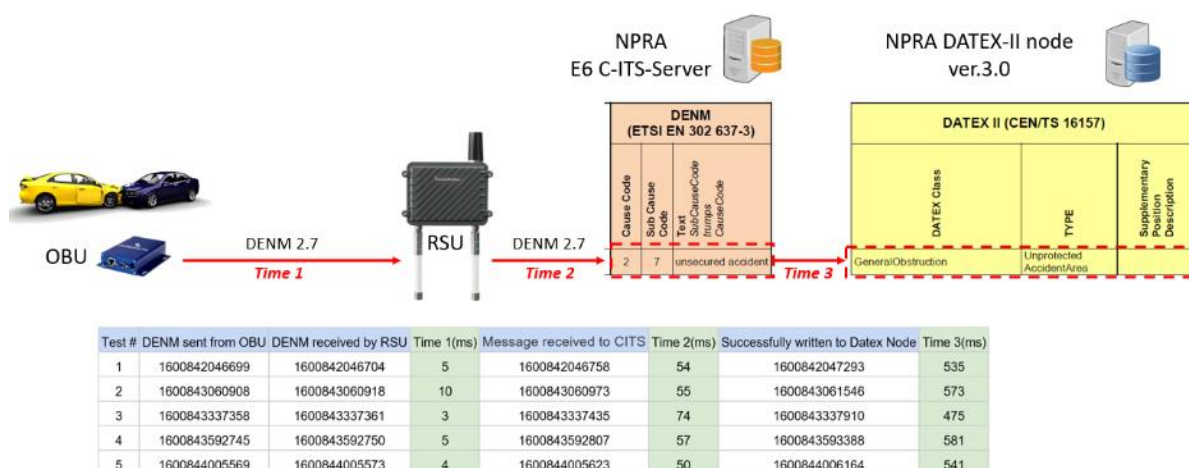 NPRA
E6 C-ITS-Server
NPRA DATEX-II node
ver.3.0
DENM
(ETSI EN 302 637-3)
Cause Code
Sub Cause
Code
Text
SubCauseCode
trumps
CauseCode
2 7 unsecured accident
DATEX II (CEN/TS 16157)
DATEX Class
TYPE
Supplementary
Position
Description
GeneralObstruction
Unprotected
AccidentArea
OBU
DENM 2.7
Time 1
RSU
DENM 2.7
Time 2
Time 3
Test # DENM sent from OBU DENM received by RSU Time 1(ms) Message received to CITS Time 2(ms) Successfully written to Datex Node Time 3(ms)
1 1600842046699 1600842046704 5 1600842046758 54 1600842047293 535
2 1600843060908 1600843060918 10 1600843060973 55 1600843061546 573
3 1600843337358 1600843337361 3 1600843337435 74 1600843337910 475
4 1600843592745 1600843592750 5 1600843592807 57 1600843593388 581
5 1600844005569 1600844005573 4 1600844005623 50 1600844006164 541